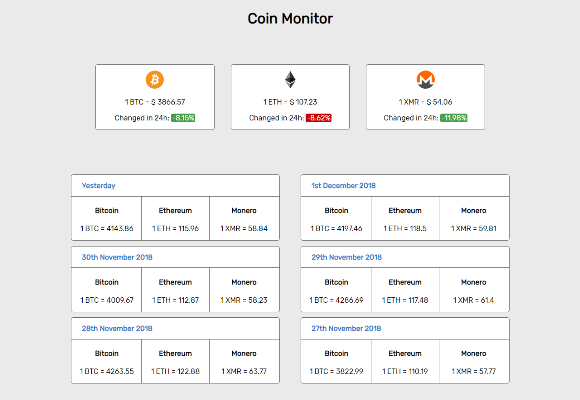 Coin Monitor
1 BTC = $ 3866.57
Changed in 24h: -8.15%
1 ETH = $ 107.23
Changed in 24h: -8.62%
1 XMR = $ 54.06
Changed in 24h: -11.98%
Yesterday
Bitcoin Ethereum Monero
1 BTC = 4143.86 1 ETH = 115.96 1 XMR = 58.84
1st December 2018
Bitcoin Ethereum Monero
1 BTC = 4197.46 1 ETH = 118.5 1 XMR = 59.81
30th November 2018
Bitcoin Ethereum Monero
1 BTC = 4009.67 1 ETH = 112.87 1 XMR = 58.23
29th November 2018
Bitcoin Ethereum Monero
1 BTC = 4286.69 1 ETH = 117.48 1 XMR = 61.4
28th November 2018
Bitcoin Ethereum Monero
1 BTC = 4263.55 1 ETH = 122.88 1 XMR = 63.77
27th November 2018
Bitcoin Ethereum Monero
1 BTC = 3822.99 1 ETH = 110.19 1 XMR = 57.77